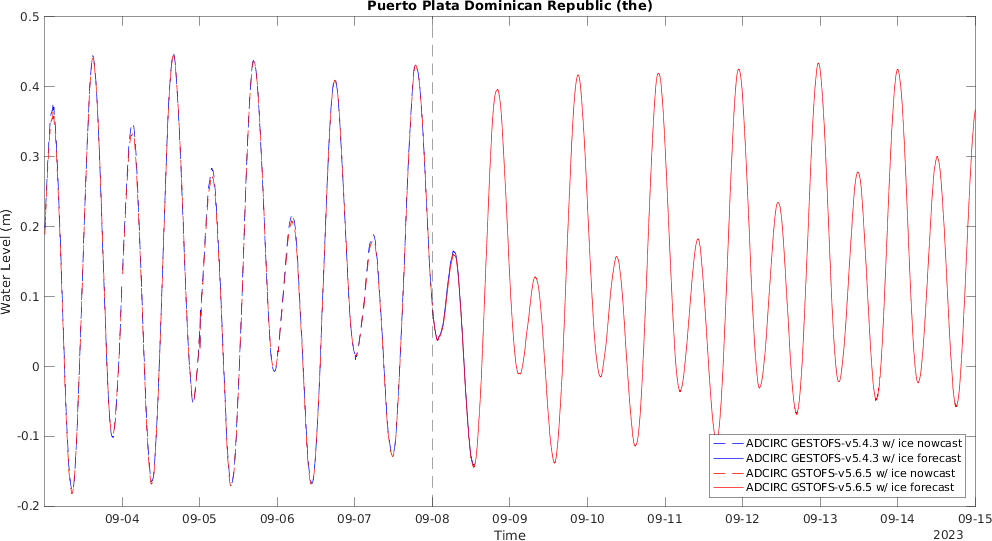 Puerto Plata Dominican Republic (the)
0.5
0.4
0.3
0.2
0.1
0
-0.1
-0.2
Water Level (m)
ADCIRC GESTOFS-v5.4.3 w/ ice nowcast
ADCIRC GESTOFS-v5.4.3 w/ ice forecast
ADCIRC GSTOFS-v5.6.5 w/ ice nowcast
ADCIRC GSTOFS-v5.6.5 w/ ice forecast
09-04 09-05 09-06 09-07 09-08 09-09 09-10 09-11 09-12 09-13 09-14 09-15
Time
2023